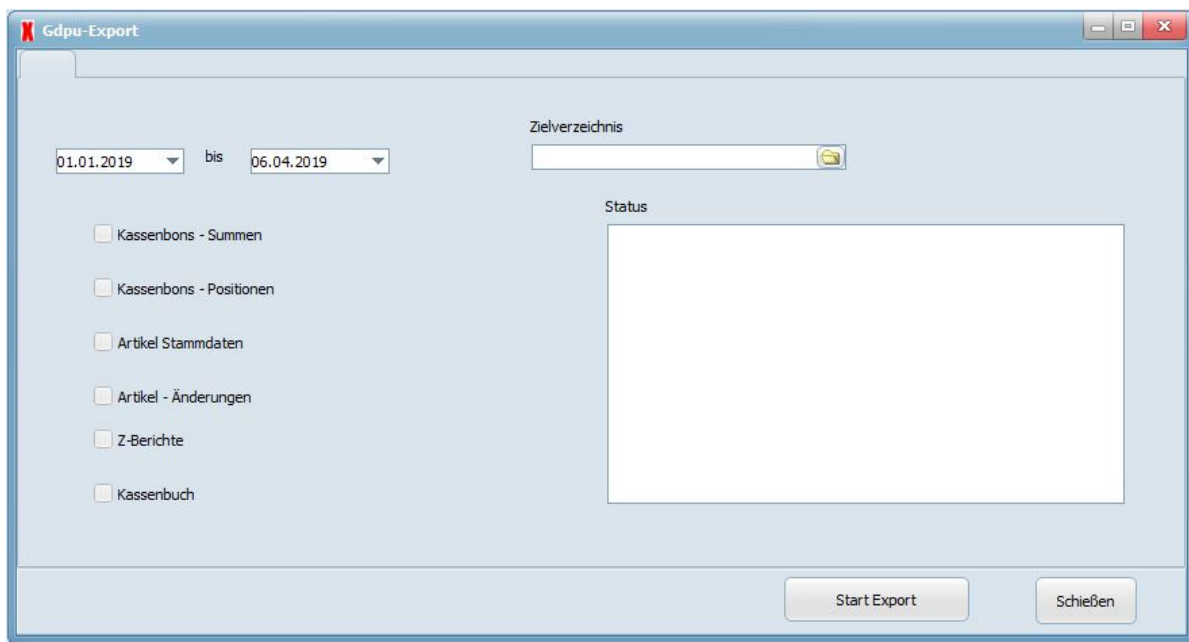 Gdpu-Export
Zielverzeichnis
01.01.2019 bis 06.04.2019
Status
Kassenbons - Summen
Kassenbons - Positionen
Artikel Stammdaten
Artikel - Änderungen
Z-Berichte
Kassenbuch
Start Export
Schießen